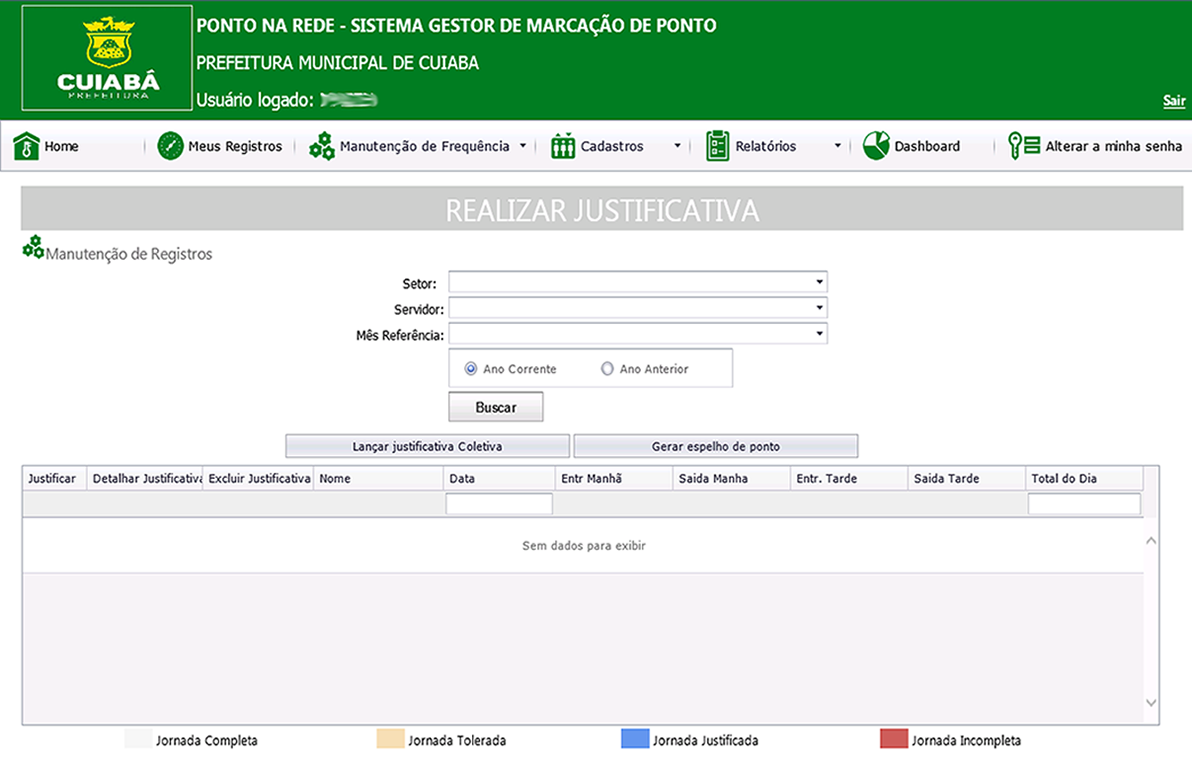 CUIABÁ
PREFEITURA
PONTO NA REDE - SISTEMA GESTOR DE MARCAÇÃO DE PONTO
PREFEITURA MUNICIPAL DE CUIABA
Usuário logado:
Sair
Home Meus Registros Manutenção de Frequência Cadastros Relatórios Dashboard Alterar a minha senha
REALIZAR JUSTIFICATIVA
Manutenção de Registros
Setor:
Servidor:
Mês Referência:
Ano Corrente Ano Anterior
Buscar
Lançar justificativa Coletiva Gerar espelho de ponto
Justificar Detalhar Justificativa Excluir Justificativa Nome Data Entr Manhã Saida Manha Entr. Tarde Saida Tarde Total do Dia
Sem dados para exibir
Jornada Completa Jornada Tolerada Jornada Justificada Jornada Incompleta